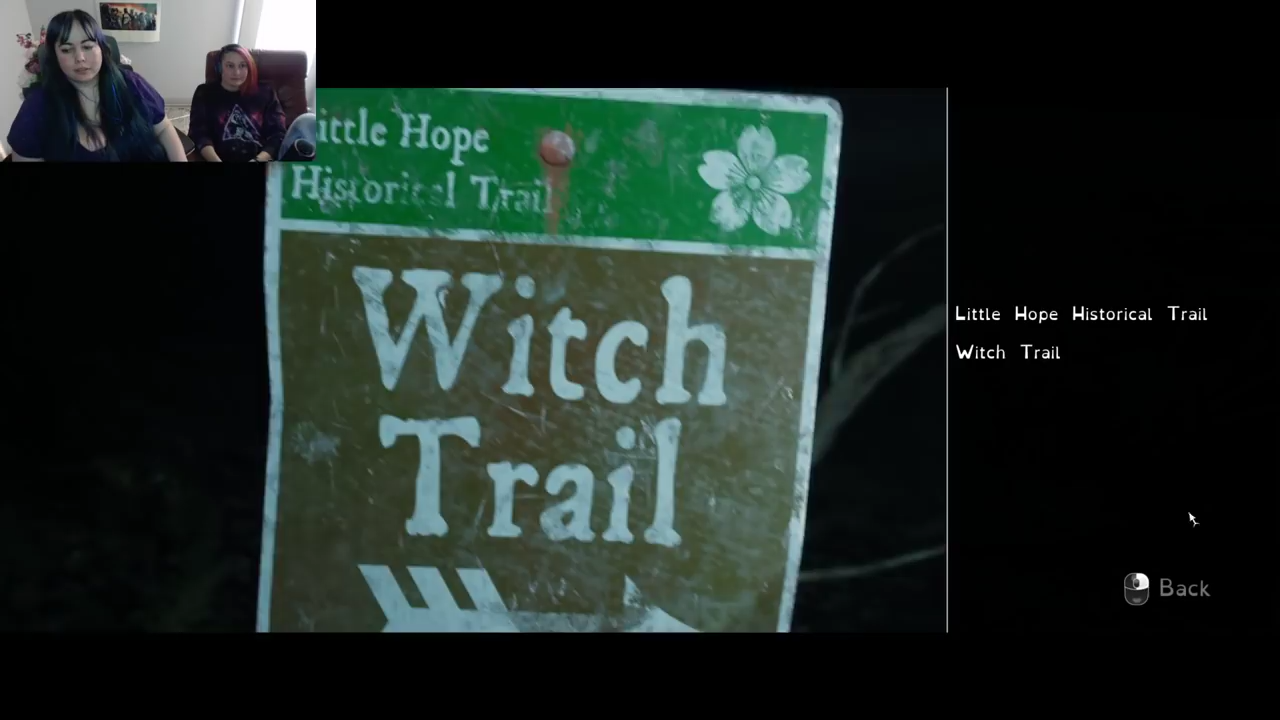 ittle Hope
Historical Trail
Witch
Trail
Little Hope Historical Trail
Witch Trail
Back